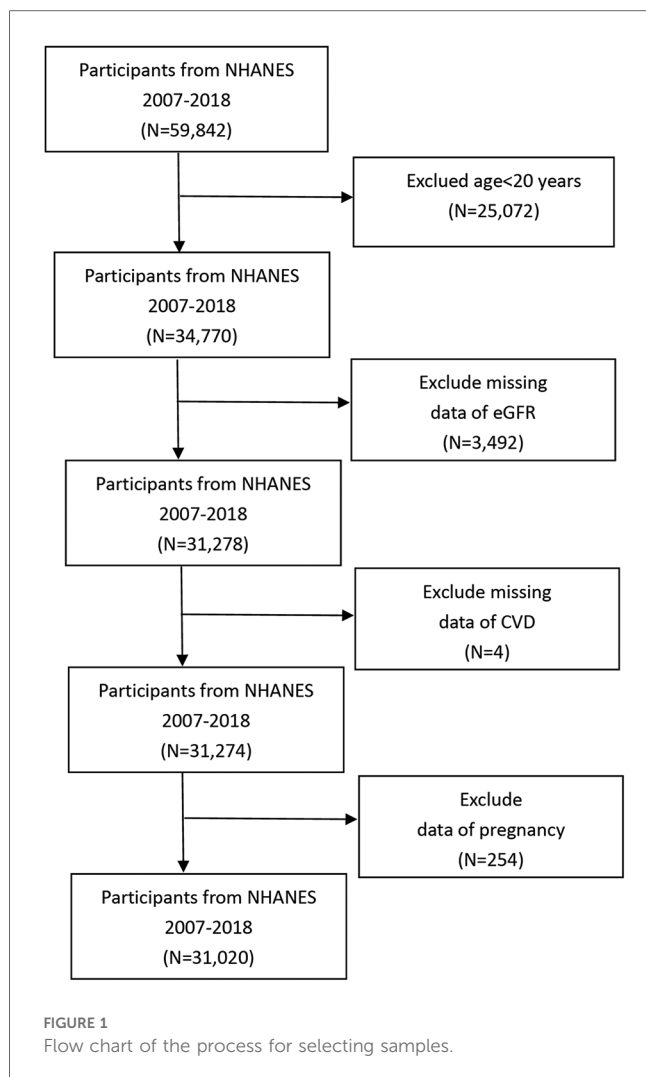 Participants from NHANES
2007-2018
(N=59,842)
Exclued age<20 years
(N=25,072)
Participants from NHANES
2007-2018
(N=34,770)
Exclude missing
data of eGFR
(N=3,492)
Participants from NHANES
2007-2018
(N=31,278)
Exclude missing
data of CVD
(N=4)
Participants from NHANES
2007-2018
(N=31,274)
Exclude
data of pregnancy
(N=254)
Participants from NHANES
2007-2018
(N=31,020)
FIGURE 1
Flow chart of the process for selecting samples.